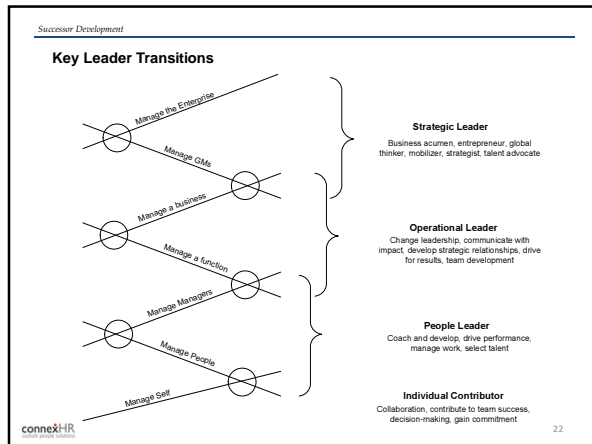 Successor Development
Key Leader Transitions
Manage the Enterprise
Manage GMs
Manage a business
Manage a function
Manage Managers
Manage People
Manage Self
Strategic Leader
Business acumen, entrepreneur, global
thinker, mobilizer, strategist, talent advocate
Operational Leader
Change leadership, communicate with
impact, develop strategic relationships, drive
for results, team development
People Leader
Coach and develop, drive performance,
manage work, select talent
Individual Contributor
Collaboration, contribute to team success,
decision-making, gain commitment
connexHR
custom people solutions
22